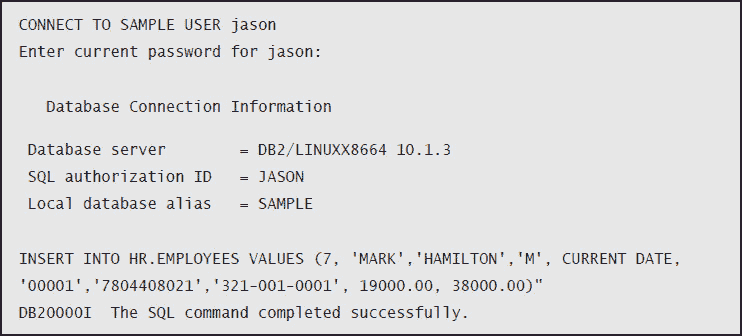 CONNECT TO SAMPLE USER jason
Enter current password for jason:
Database Connection Information
Database server = DB2/LINUXX8664 10.1.3
SQL authorization ID = JASON
Local database alias = SAMPLE
INSERT INTO HR.EMPLOYEES VALUES (7, 'MARK','HAMILTON','M', CURRENT DATE,
'00001','7804408021','321-001-0001', 19000.00, 38000.00)"
DB20000I The SQL command completed successfully.